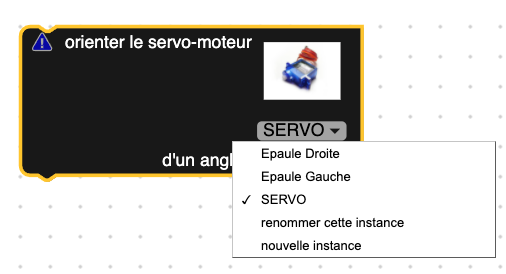 orienter le servo-moteur
SERVO
d'un angl
Epaule Droite
Epaule Gauche
✓ SERVO
renommer cette instance
nouvelle instance